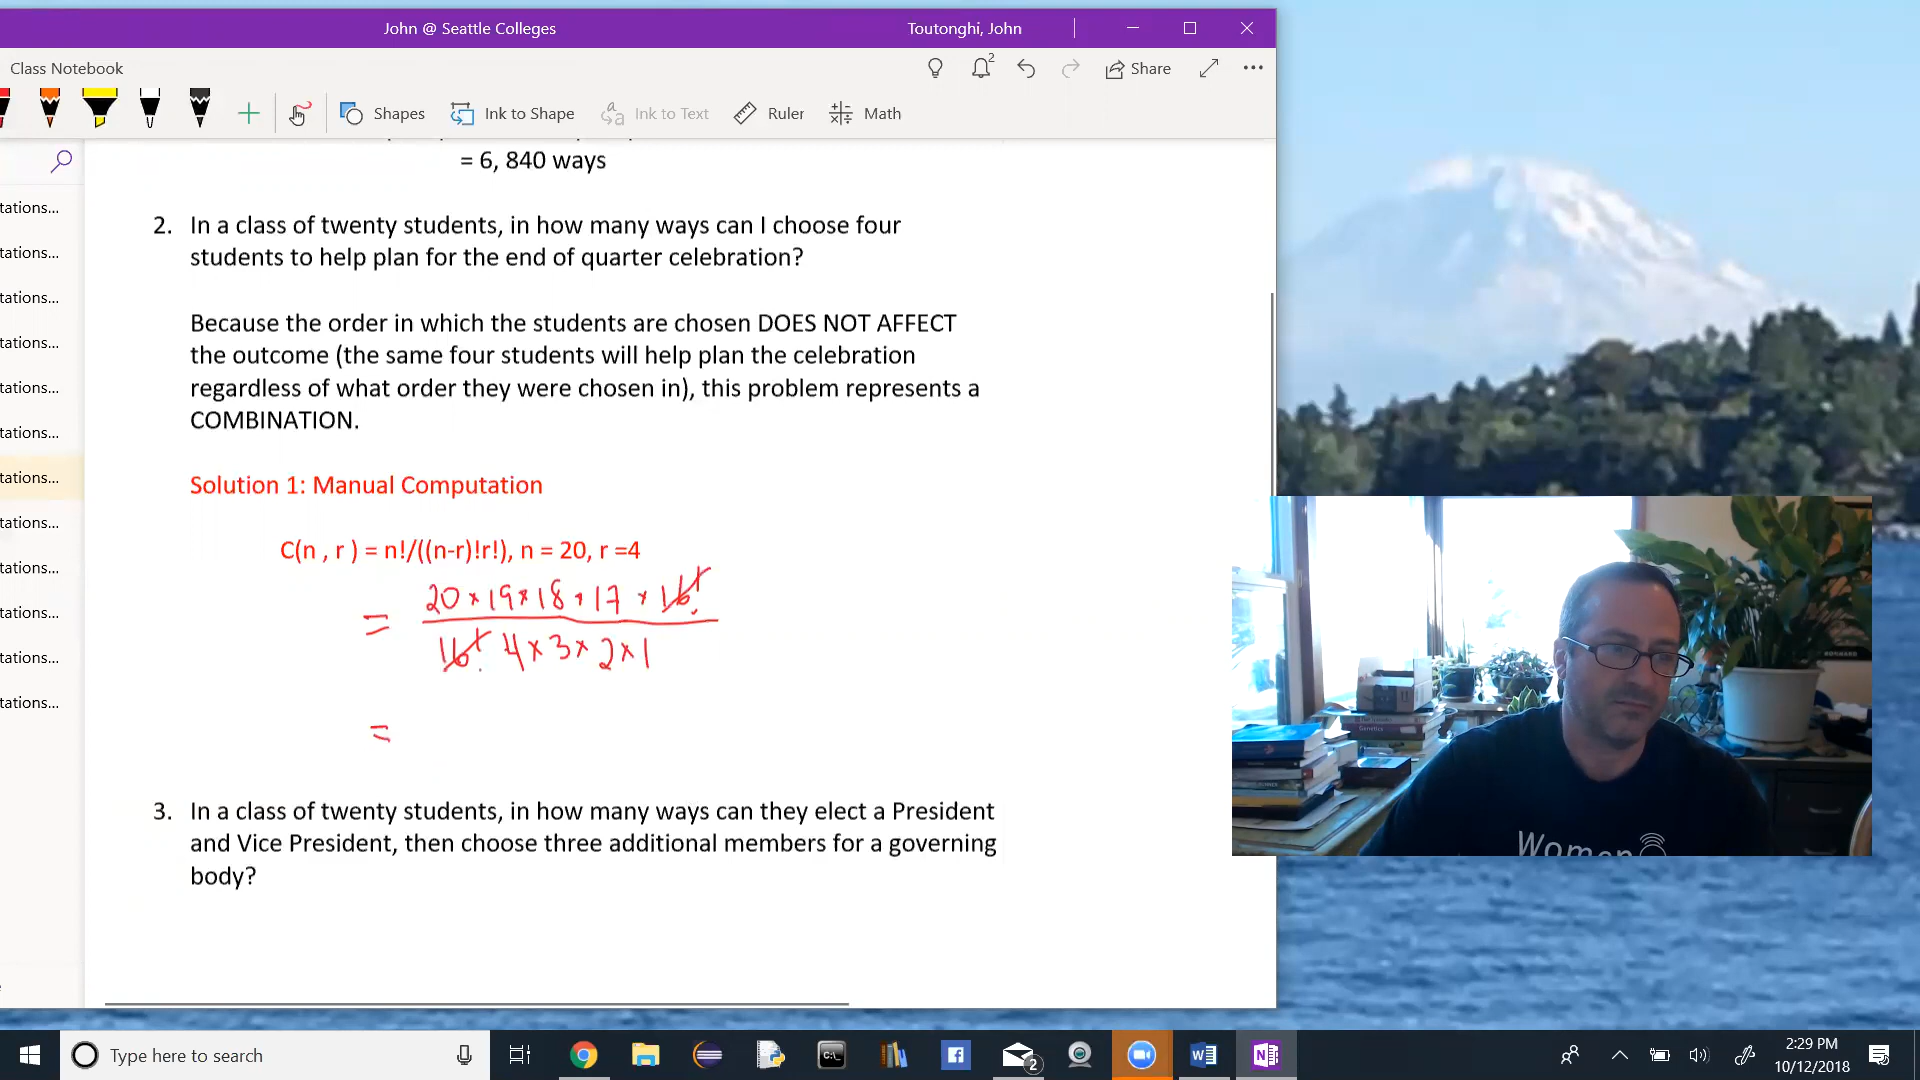 John @ Seattle Colleges
Toutonghi, John
Class Notebook
2
Share
Shapes
Ink to Shape
Ink to Text
Ruler
Math
= 6, 840 ways
tations...
tations...
tations...
tations...
tations...
tations...
tations...
tations...
tations...
tations...
tations...
tations...
2. In a class of twenty students, in how many ways can I choose four
students to help plan for the end of quarter celebration?
Because the order in which the students are chosen DOES NOT AFFECT
the outcome (the same four students will help plan the celebration
regardless of what order they were chosen in), this problem represents a
COMBINATION.
Solution 1: Manual Computation
C(n , r ) = n!/((n-r)!r!), n = 20, r =4
= 20 × 19 × 18 • 17 × 16!
16! 4 × 3 × 2 × 1
=
3. In a class of twenty students, in how many ways can they elect a President
and Vice President, then choose three additional members for a governing
body?
Women
Type here to search
2
2:29 PM
10/12/2018